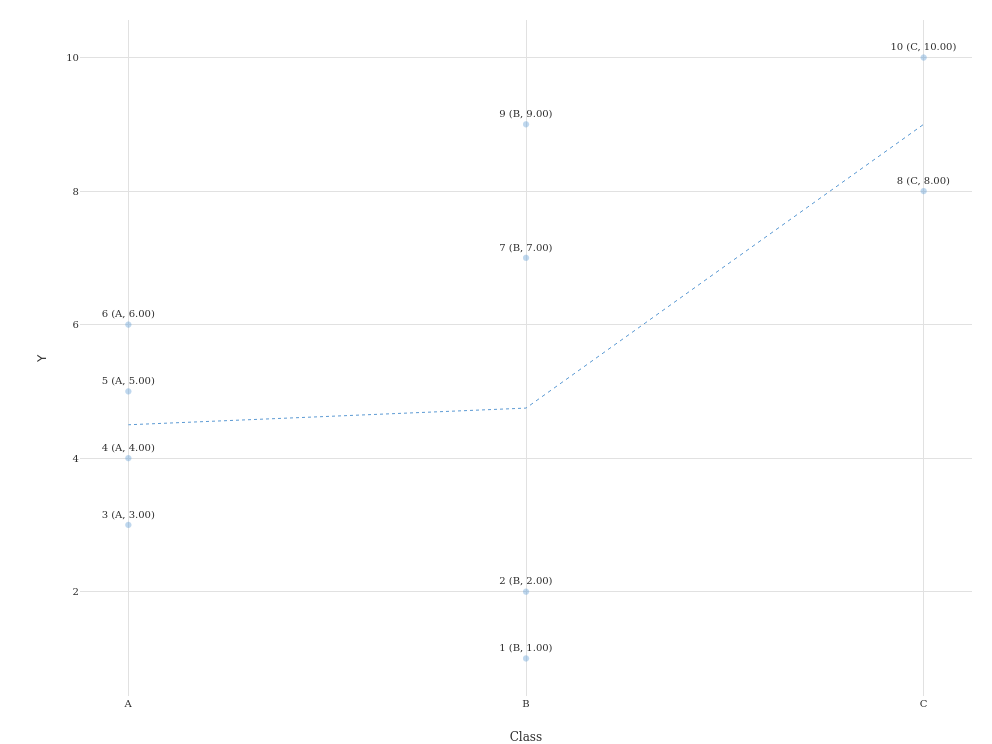 10 (C, 10.00)
10
9 (B, 9.00)
8 (C, 8.00)
8
7 (B, 7.00)
6 (A, 6.00)
6
Y
5 (A, 5.00)
4 (A, 4.00)
4
3 (A, 3.00)
2 (B, 2.00)
2
1 (B, 1.00)
A
B
C
Class